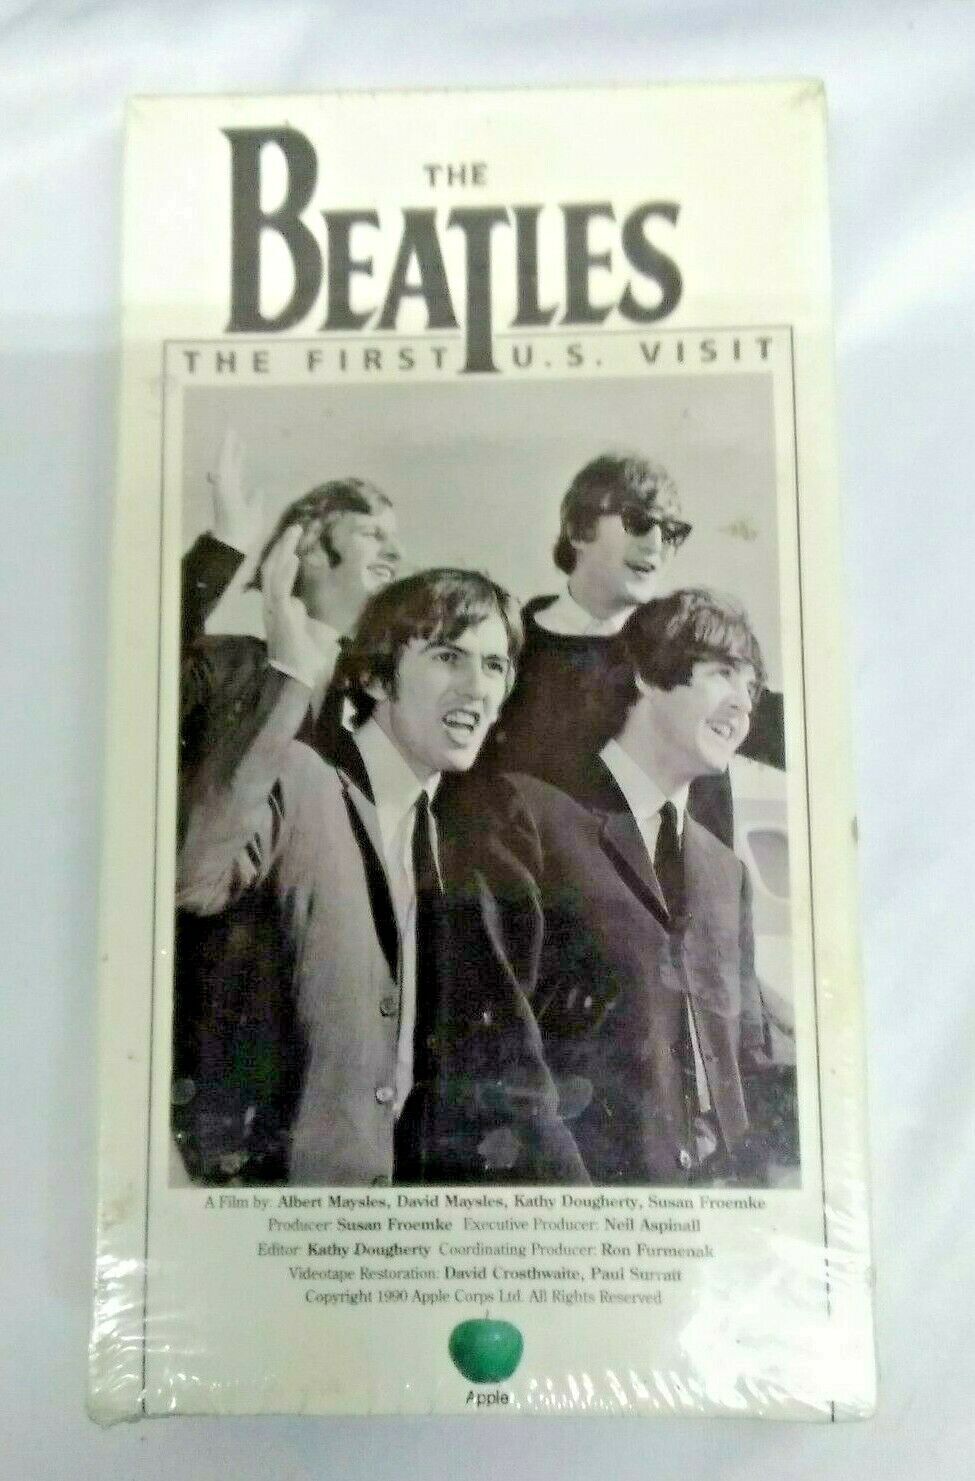 THE
BEATLES
THE FIRST U.S. VISIT
A Film by: Albert Maysles, David Maysles, Kathy Dougherty, Susan Froemke
Producer: Susan Froemke Executive Producer: Neil Aspinall
Editor: Kathy Dougherty Coordinating Producer: Ron Furmenak
Videotape Restoration: David Crosthwaite, Paul Surratt
Copyright 1990 Apple Corps Ltd. All Rights Reserved
Apple